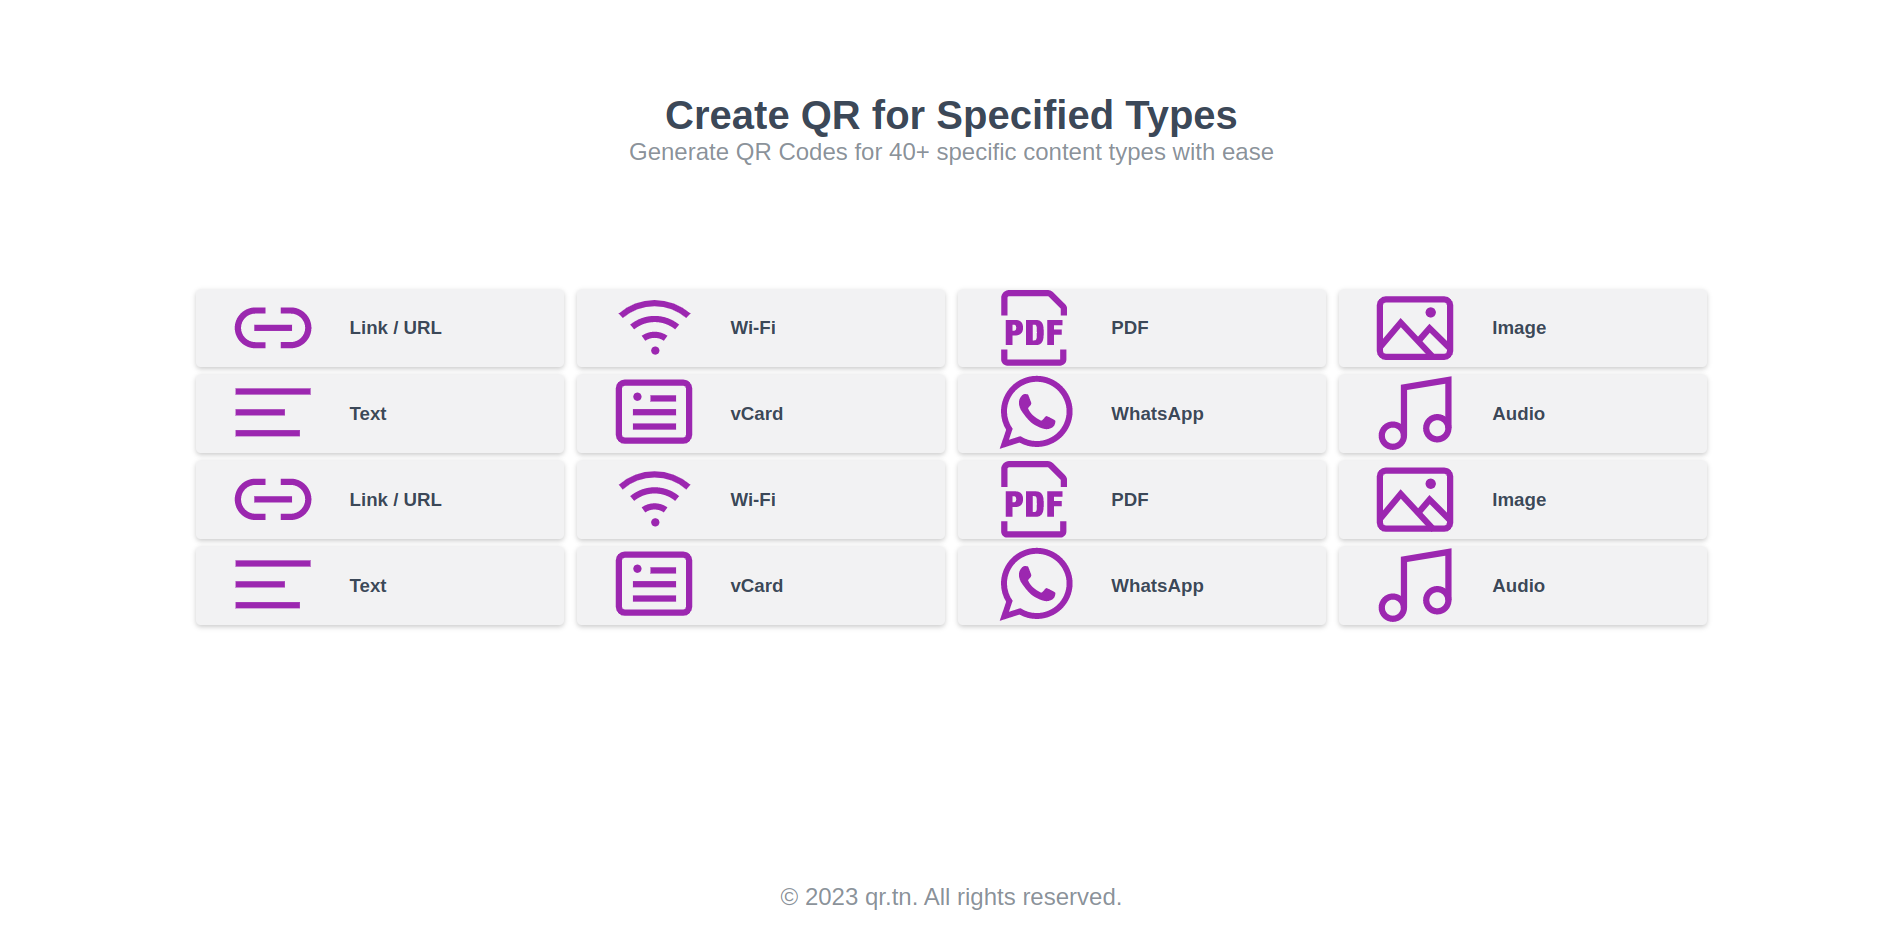 Create QR for Specified Types
Generate QR Codes for 40+ specific content types with ease
Link / URL
Wi-Fi
PDF
PDF
Image
Text
vCard
WhatsApp
Audio
Link / URL
Wi-Fi
PDF
PDF
Image
Text
vCard
WhatsApp
Audio
© 2023 qr.tn. All rights reserved.